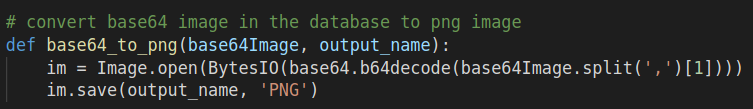 # convert base64 image in the database to png image
def base64_to_png(base64Image, output_name):
    im = Image.open(BytesIO(base64.b64decode(base64Image.split(',')[1])))
    im.save(output_name, 'PNG')